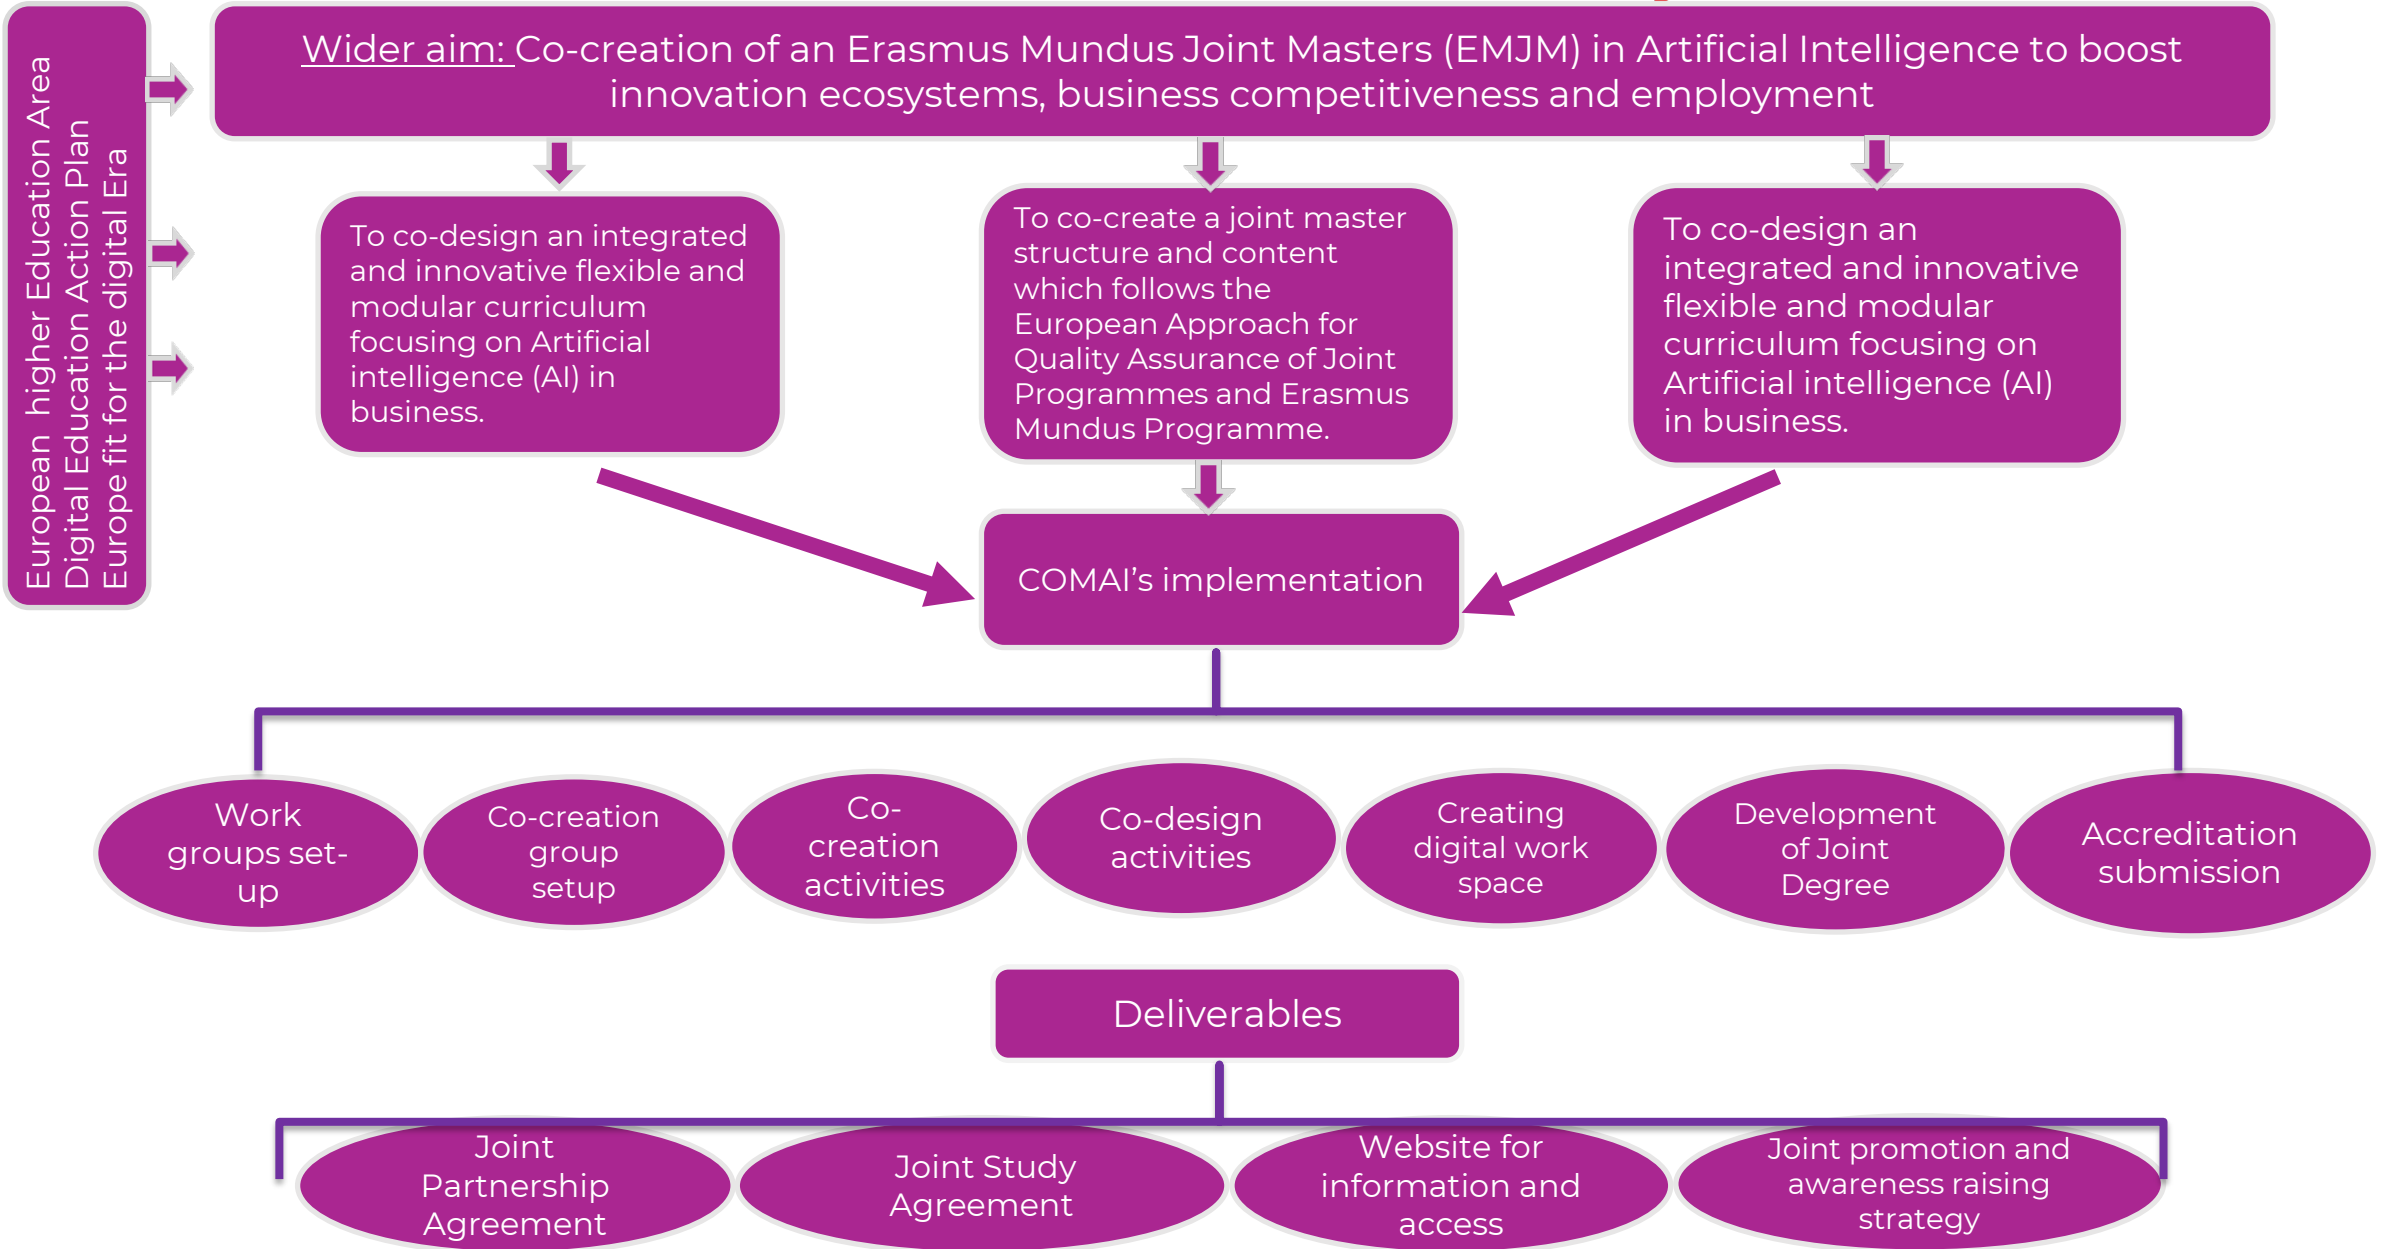 European  higher Education Area
Digital Education Action Plan
Europe fit for the digital Era
Wider aim: Co-creation of an Erasmus Mundus Joint Masters (EMJM) in Artificial Intelligence to boost
innovation ecosystems, business competitiveness and employment
To co-design an integrated
and innovative flexible and
modular curriculum
focusing on Artificial
intelligence (AI) in
business.
To co-create a joint master
structure and content
which follows the
European Approach for
Quality Assurance of Joint
Programmes and Erasmus
Mundus Programme.
To co-design an
integrated and innovative
flexible and modular
curriculum focusing on
Artificial intelligence (AI)
in business.
COMAI’s implementation
Work
groups set-
up
Co-creation
group
setup
Co-
creation
activities
Co-design
activities
Creating
digital work
space
Development
of Joint
Degree
Accreditation
submission
Deliverables
Joint
Partnership
Agreement
Joint Study
Agreement
Website for
information and
access
Joint promotion and
awareness raising
strategy